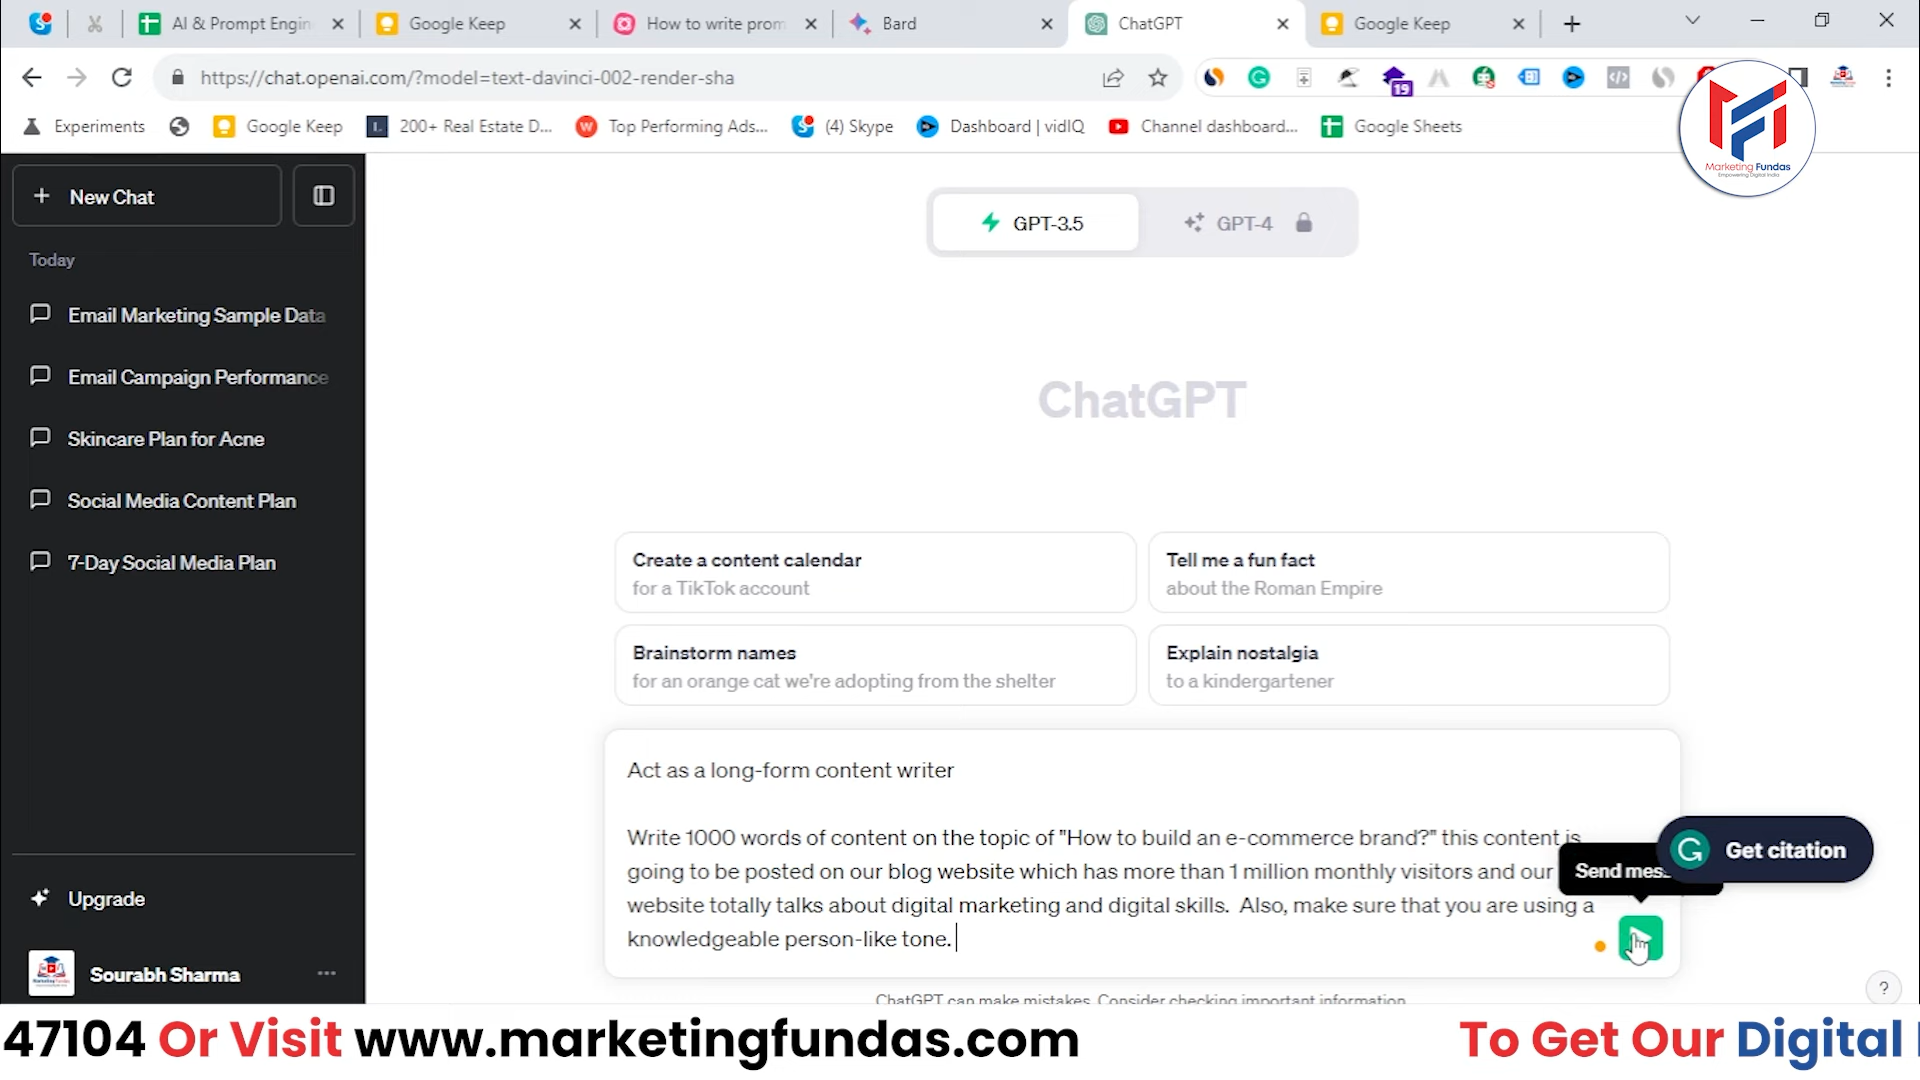 AI & Prompt Engin
Google Keep
How to write prom
Bard
ChatGPT
Google Keep
https://chat.openai.com/?model=text-davinci-002-render-sha
19
Experiments
Google Keep
200+ Real Estate D...
Top Performing Ads...
(4) Skype
Dashboard | vidIQ
Channel dashboard...
Google Sheets
Marketing Fundas
Empowering Digital India
New Chat
GPT-3.5
GPT-4
Today
Email Marketing Sample Data
Email Campaign Performance
Skincare Plan for Acne
Social Media Content Plan
7-Day Social Media Plan
ChatGPT
Create a content calendar
for a TikTok account
Tell me a fun fact
about the Roman Empire
Brainstorm names
for an orange cat we're adopting from the shelter
Explain nostalgia
to a kindergartener
Act as a long-form content writer
Write 1000 words of content on the topic of "How to build an e-commerce brand?" this content is
going to be posted on our blog website which has more than 1 million monthly visitors and our
website totally talks about digital marketing and digital skills. Also, make sure that you are using a
knowledgeable person-like tone.
Send mes
Get citation
Upgrade
Sourabh Sharma
ChatGPT can make mistakes. Consider checking important information.
?
47104 Or Visit www.marketingfundas.com
To Get Our Digital